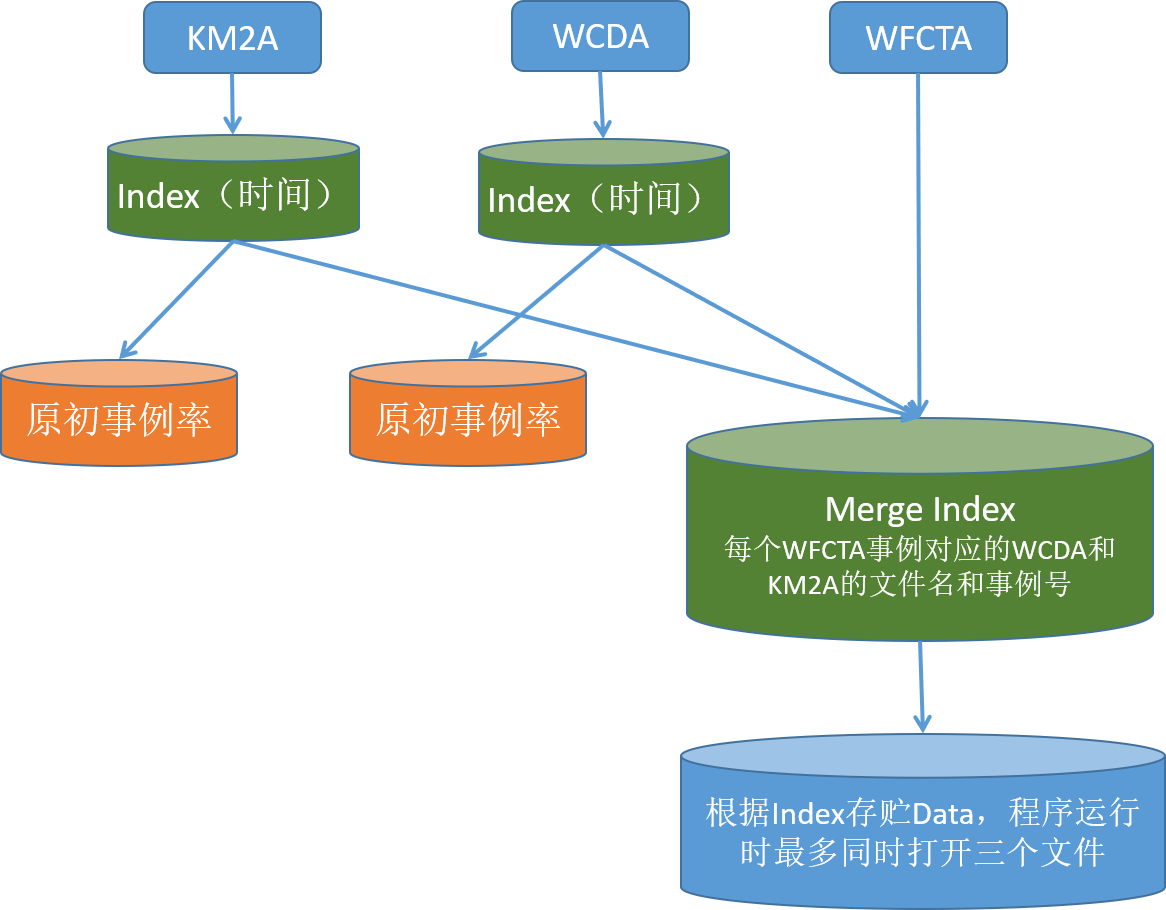 KM2A
WCDA
WFCTA
Index（时间）
Index（时间）
原初事例率
原初事例率
Merge Index
每个WFCTA事例对应的WCDA和
KM2A的文件名和事例号
根据Index存贮Data，程序运行
时最多同时打开三个文件